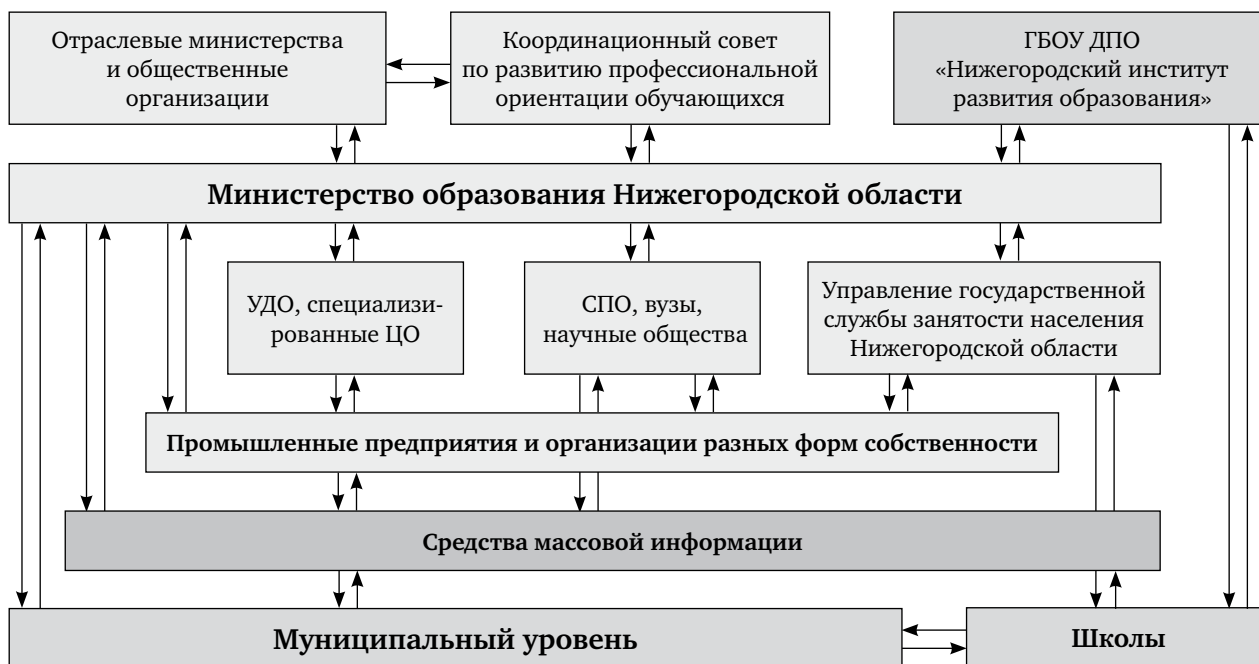 Отраслевые министерства
и общественные
организации
Координационный совет
по развитию профессиональной
ориентации обучающихся
ГБОУ ДПО
«Нижегородский институт
развития образования»
Министерство образования Нижегородской области
УДО, специализи-
рованные ЦО
СПО, вузы,
научные общества
Управление государственной
службы занятости населения
Нижегородской области
Промышленные предприятия и организации разных форм собственности
Средства массовой информации
Муниципальный уровень
Школы